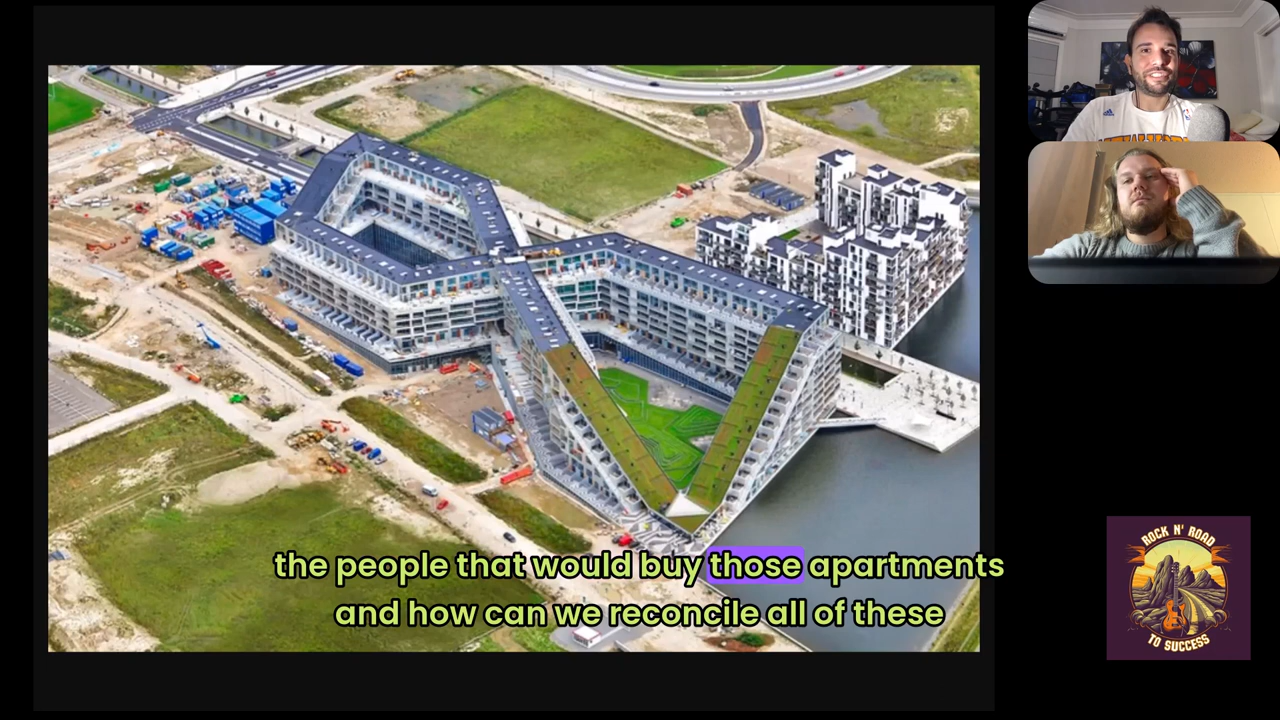 the people that would buy those apartments
and how can we reconcile all of these
ROCK N' ROAD
TO SUCCESS